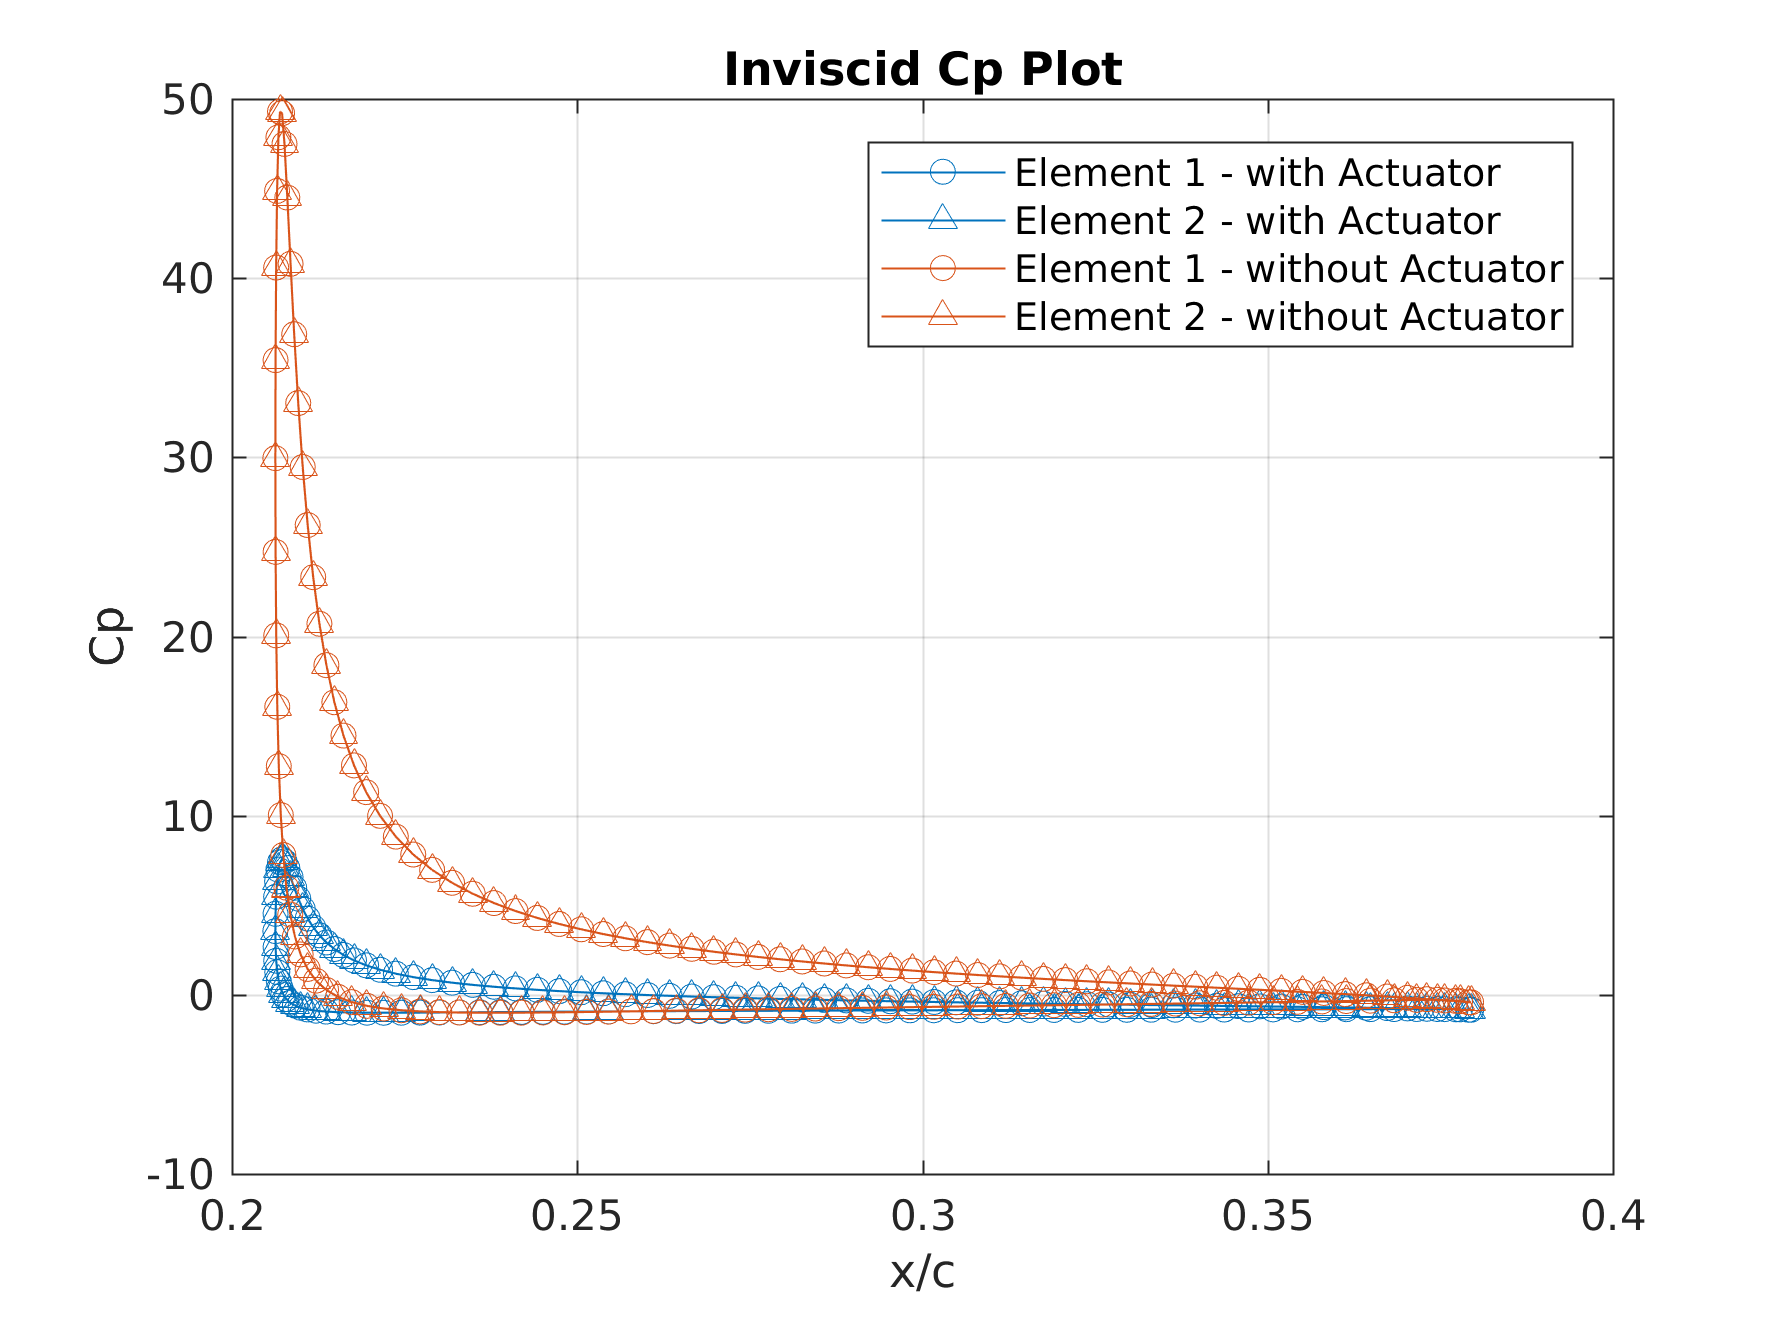 Inviscid Cp Plot
50
40
30
20
10
0
-10
Cp
Element 1 - with Actuator
Element 2 - with Actuator
Element 1 - without Actuator
Element 2 - without Actuator
0.2 0.25 0.3 0.35 0.4
x/c